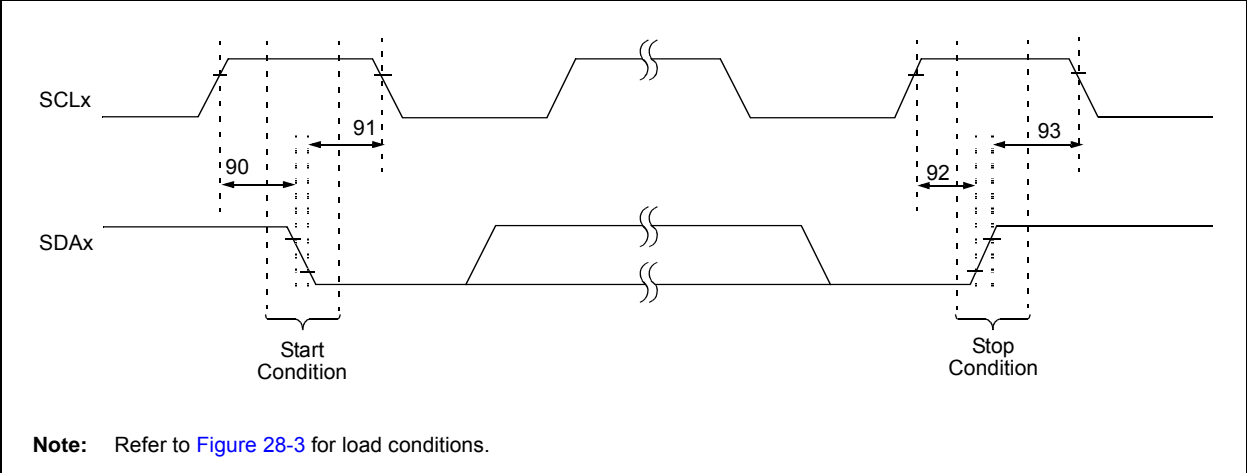 SCLx
91
93
90
92
SDAx
Start
Condition
Stop
Condition
Note: Refer to Figure 28-3 for load conditions.